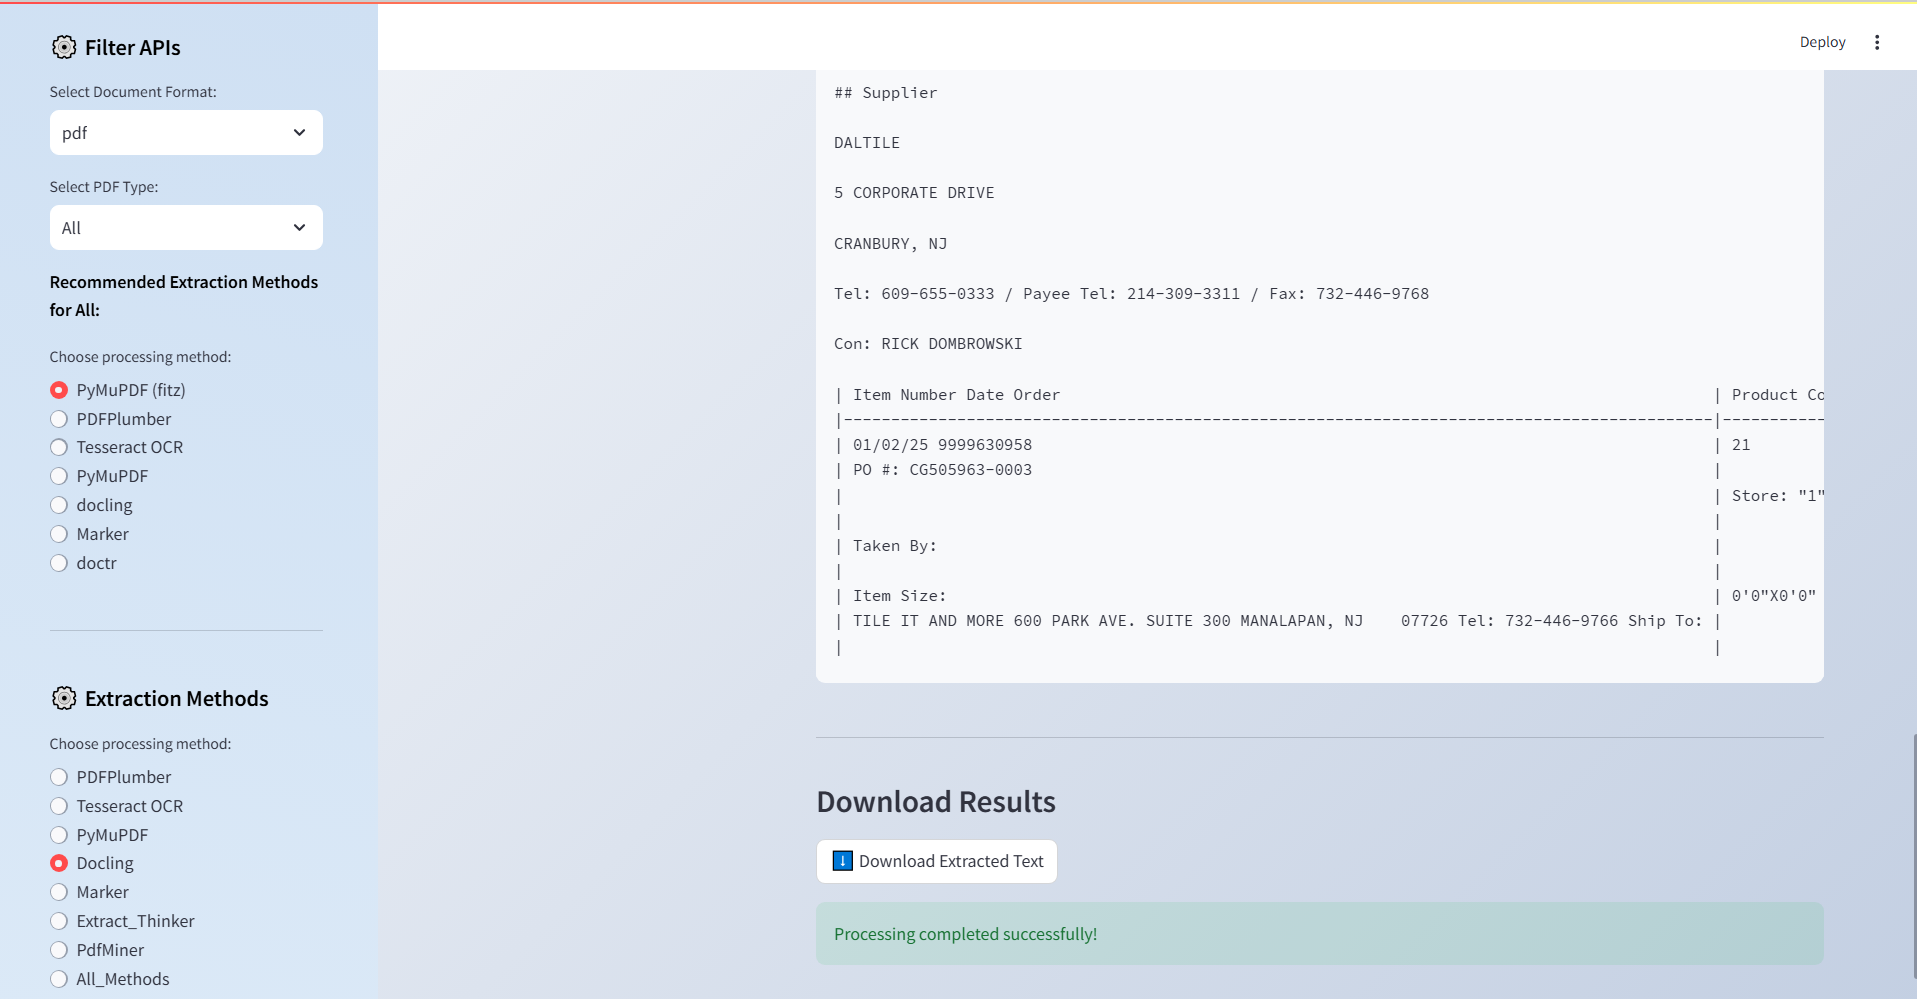 Filter APIs
Select Document Format:
pdf
Select PDF Type:
All
Recommended Extraction Methods
for All:
Choose processing method:
PyMuPDF (fitz)
PDFPlumber
Tesseract OCR
PyMuPDF
docling
Marker
doctr
Extraction Methods
Choose processing method:
PDFPlumber
Tesseract OCR
PyMuPDF
Docling
Marker
Extract_Thinker
PdfMiner
All_Methods
Deploy
## Supplier
DALTILE
5 CORPORATE DRIVE
CRANBURY, NJ
Tel: 609-655-0333 / Payee Tel: 214-309-3311 / Fax: 732-446-9768
Con: RICK DOMBROWSKI
| Item Number Date Order | Product Co
|--------------------------------------------------------------------------------------------|-----------
| 01/02/25 9999630958 | 21
| PO #: CG505963-0003 |
| | Store: "1"
| |
| Taken By: |
| |
| Item Size: | 0'0"X0'0"
| TILE IT AND MORE 600 PARK AVE. SUITE 300 MANALAPAN, NJ    07726 Tel: 732-446-9766 Ship To: |
| |
Download Results
Download Extracted Text
Processing completed successfully!